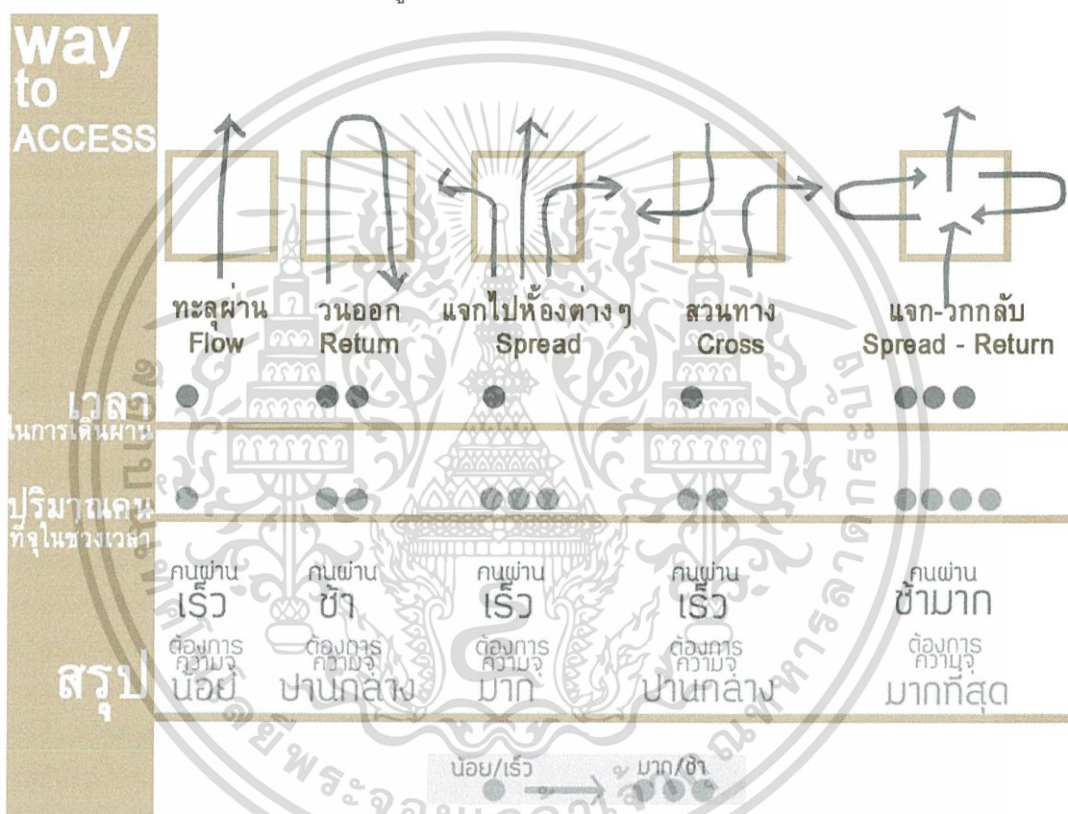 way
to
ACCESS
ทะลุผ่าน วนออก แจกไปห้องต่างๆ สวนทาง แจก-วกกลับ
Flow Return Spread Cross Spread - Return
เวลา
ในการเดินผ่าน
ปริมาณคน
ที่จุในช่วงเวลา
คนผ่าน คนผ่าน คนผ่าน คนผ่าน คนผ่าน
เร็ว ช้า เร็ว เร็ว ช้ามาก
ต้องการ ต้องการ ต้องการ ต้องการ ต้องการ
ความจุ ความจุ ความจุ ความจุ ความจุ
สรุป น้อย ปานกลาง มาก ปานกลาง มากที่สุด
น้อย/เร็ว มาก/ช้า